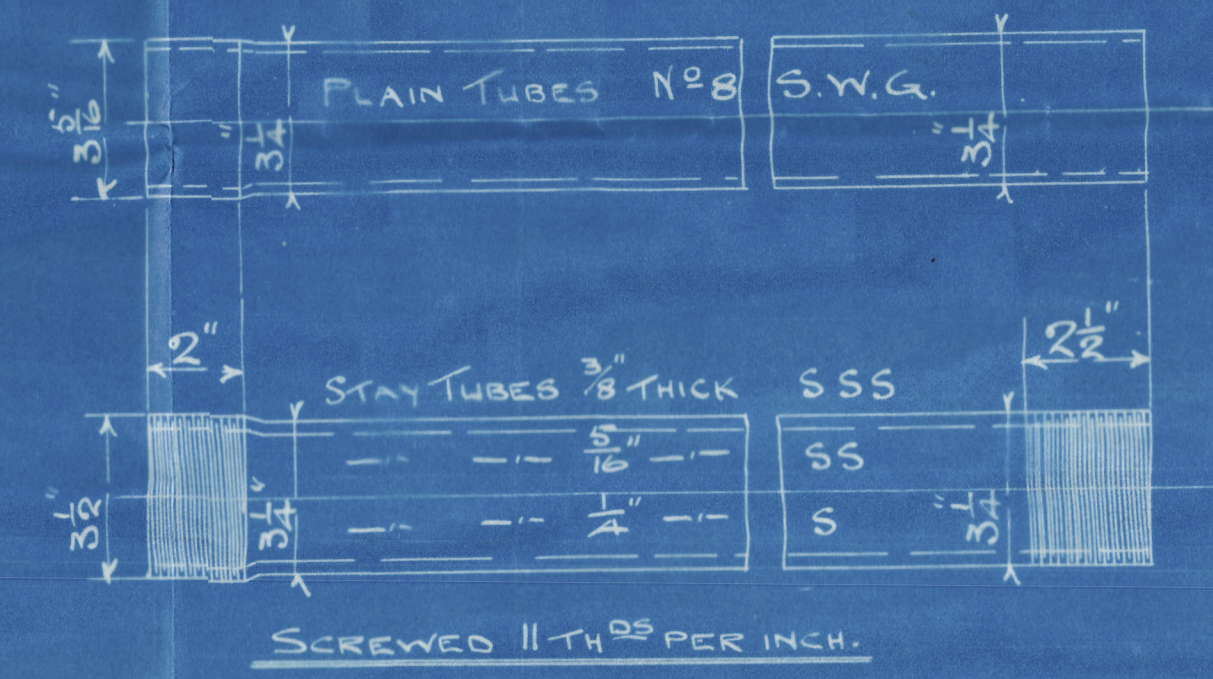 PLAIN TUBES Nº 8 S.W.G.
3 5/16"
3 1/4"
3 1/4"
2"
2 1/2"
STAY TUBES 3/8" THICK SSS
—"— —"— 5/16" —"— SS
—"— —"— 1/4" —"— S
3 1/2"
3 1/4"
3 1/4"
SCREWED 11 THDS PER INCH.